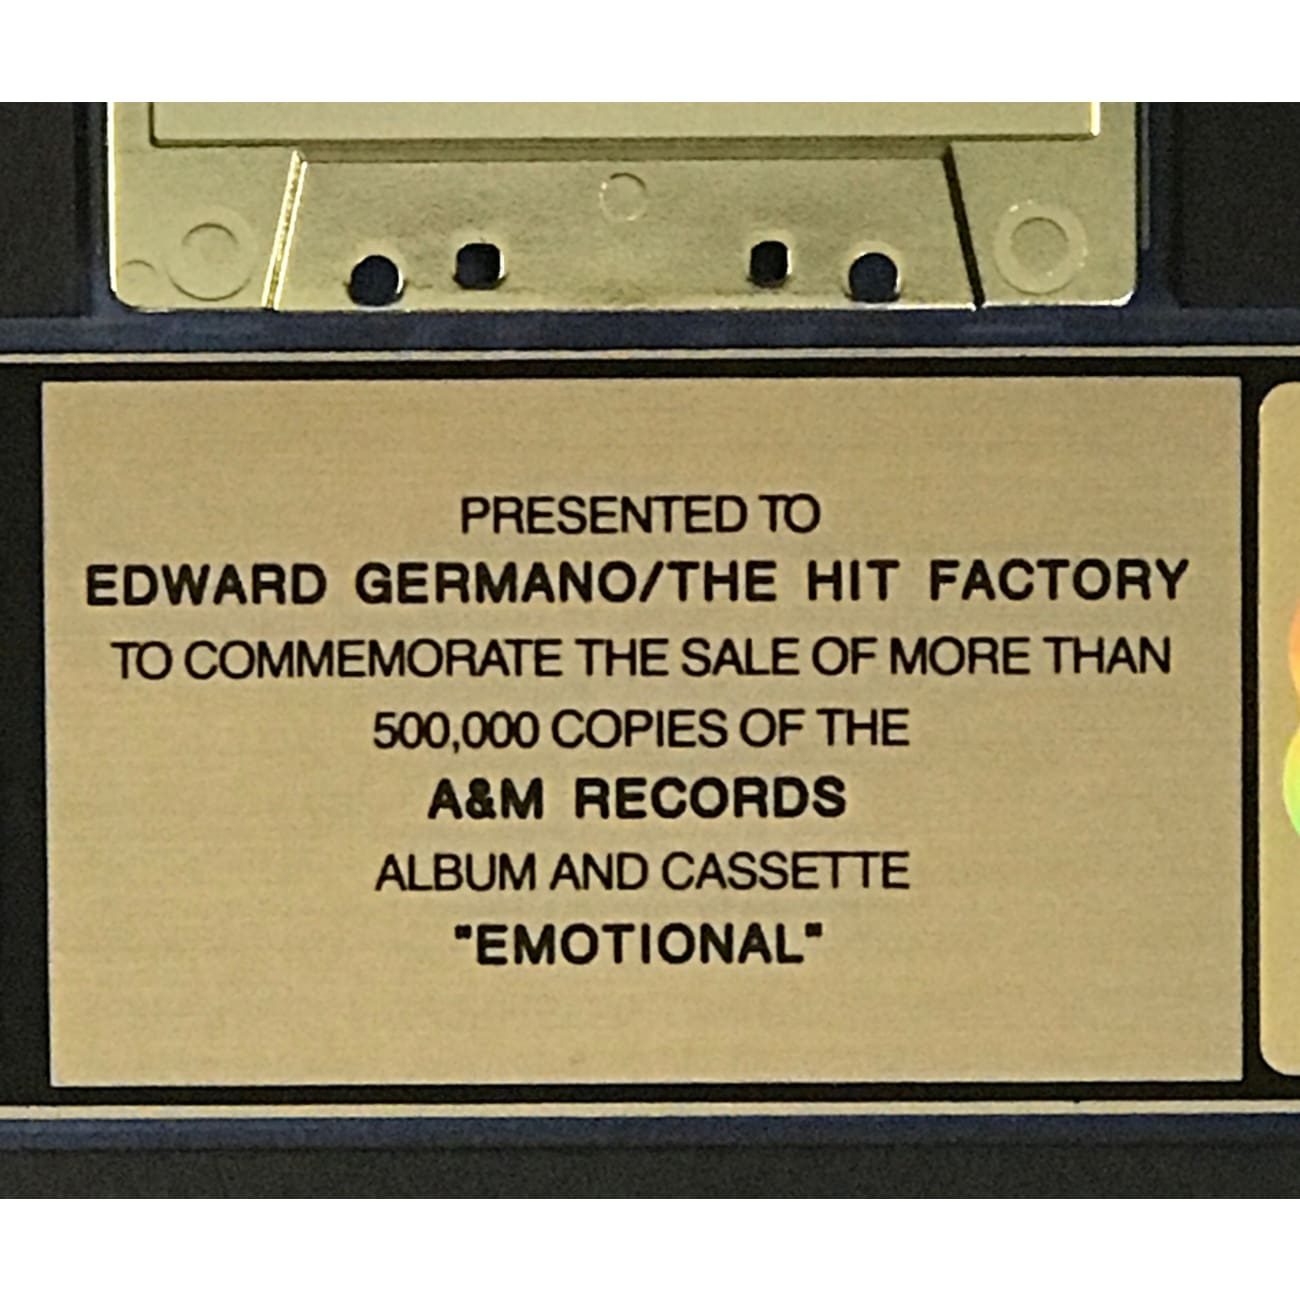 PRESENTED TO
EDWARD GERMANO/THE HIT FACTORY
TO COMMEMORATE THE SALE OF MORE THAN
500,000 COPIES OF THE
A&M RECORDS
ALBUM AND CASSETTE
"EMOTIONAL"